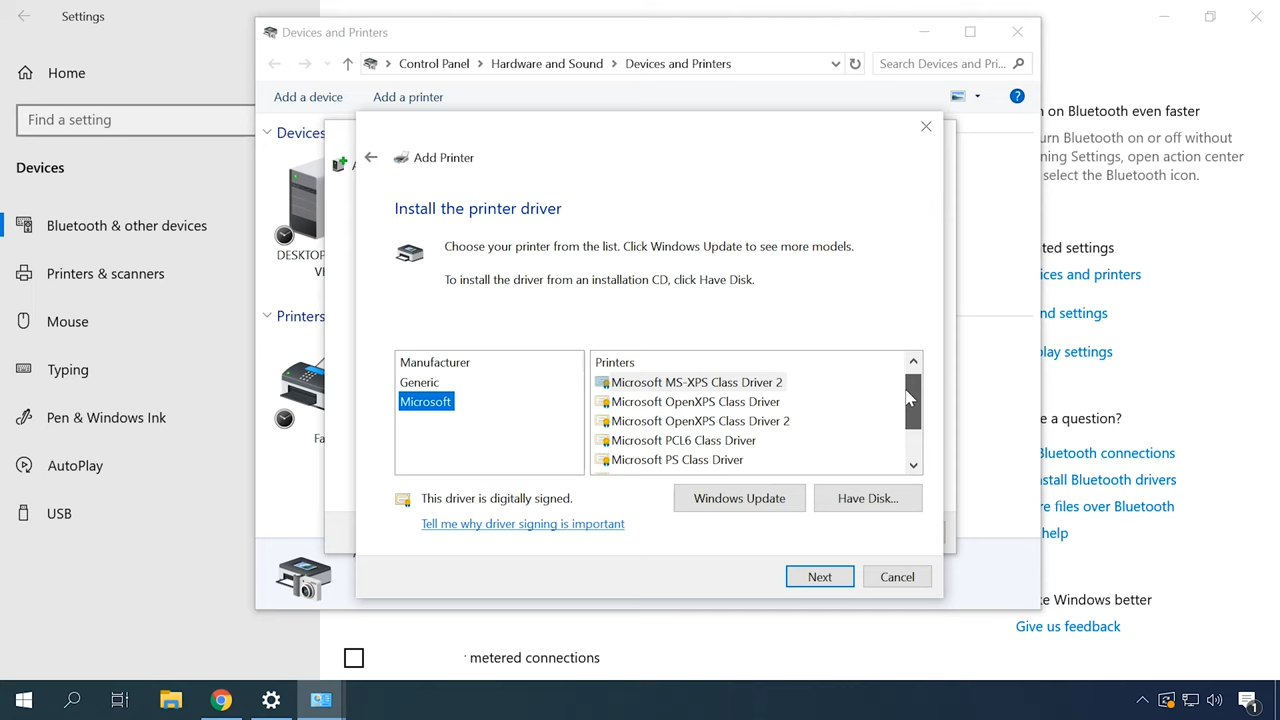 Settings
Devices and Printers
Control Panel > Hardware and Sound > Devices and Printers
Search Devices and Pri...
Home
Find a setting
Devices
Bluetooth & other devices
Printers & scanners
Mouse
Typing
Pen & Windows Ink
AutoPlay
USB
Add a device
Add a printer
Devices
DESKTOP
Printers
Fa
Add Printer
Install the printer driver
Choose your printer from the list. Click Windows Update to see more models.
To install the driver from an installation CD, click Have Disk.
Manufacturer
Generic
Microsoft
Printers
Microsoft MS-XPS Class Driver 2
Microsoft OpenXPS Class Driver
Microsoft OpenXPS Class Driver 2
Microsoft PCL6 Class Driver
Microsoft PS Class Driver
This driver is digitally signed.
Tell me why driver signing is important
Windows Update
Have Disk...
Next
Cancel
on Bluetooth even faster
urn Bluetooth on or off without
ning Settings, open action center
select the Bluetooth icon.
ted settings
ices and printers
nd settings
play settings
e a question?
Bluetooth connections
nstall Bluetooth drivers
re files over Bluetooth
help
e Windows better
Give us feedback
metered connections
1